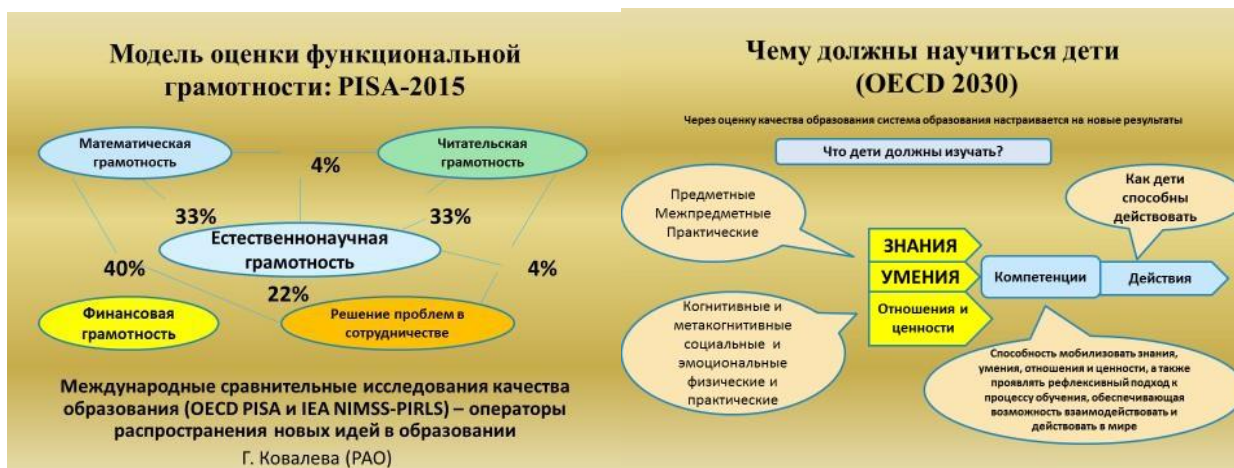 Модель оценки функциональной
грамотности: PISA-2015
Математическая
грамотность
Читательская
грамотность
4%
33%
33%
Естественнонаучная
грамотность
40%
4%
22%
Финансовая
грамотность
Решение проблем в
сотрудничестве
Международные сравнительные исследования качества
образования (OECD PISA и IEA NIMSS-PIRLS) – операторы
распространения новых идей в образовании
Г. Ковалева (РАО)
Чему должны научиться дети
(OECD 2030)
Через оценку качества образования система образования настраивается на новые результаты
Что дети должны изучать?
Предметные
Межпредметные
Практические
Как дети
способны
действовать
ЗНАНИЯ
УМЕНИЯ
Отношения и
ценности
Компетенции
Действия
Когнитивные и
метакогнитивные
социальные и
эмоциональные
физические и
практические
Способность мобилизовать знания,
умения, отношения и ценности, а также
проявлять рефлексивный подход к
процессу обучения, обеспечивающая
возможность взаимодействовать и
действовать в мире